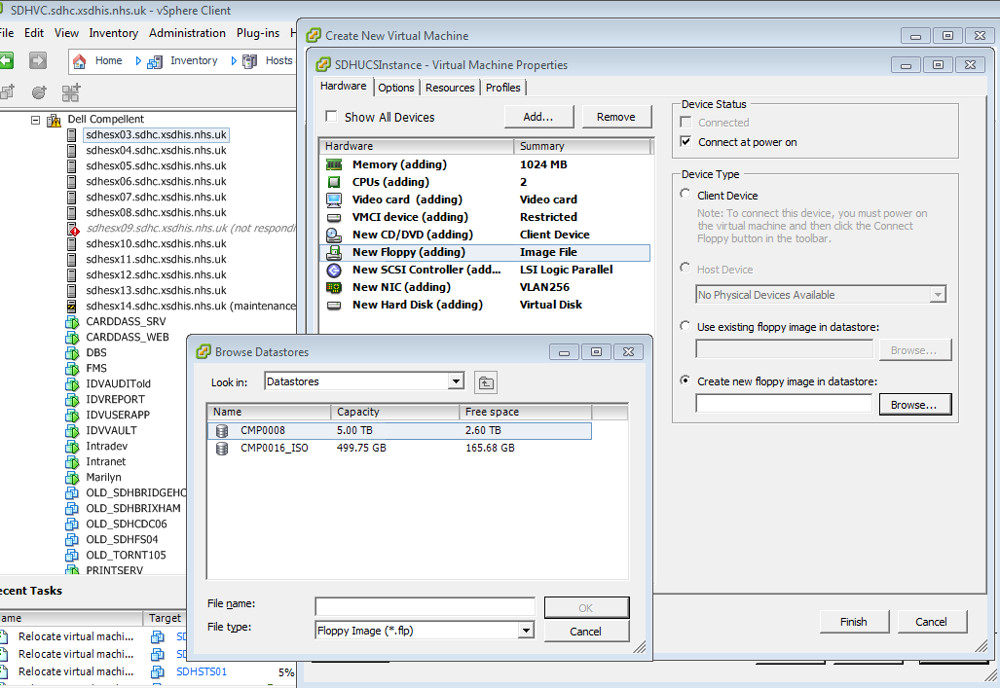 SDHVC.sdhc.xsdhis.nhs.uk - vSphere Client
File Edit View Inventory Administration Plug-ins H
Home Inventory Hosts
Dell Compellent
sdhesx03.sdhc.xsdhis.nhs.uk
sdhesx04.sdhc.xsdhis.nhs.uk
sdhesx05.sdhc.xsdhis.nhs.uk
sdhesx06.sdhc.xsdhis.nhs.uk
sdhesx07.sdhc.xsdhis.nhs.uk
sdhesx08.sdhc.xsdhis.nhs.uk
sdhesx09.sdhc.xsdhis.nhs.uk (not respondi
sdhesx10.sdhc.xsdhis.nhs.uk
sdhesx11.sdhc.xsdhis.nhs.uk
sdhesx12.sdhc.xsdhis.nhs.uk
sdhesx13.sdhc.xsdhis.nhs.uk
sdhesx14.sdhc.xsdhis.nhs.uk (maintenance
CARDDASS_SRV
CARDDASS_WEB
DBS
FMS
IDVAUDITold
IDVREPORT
IDVUSERAPP
IDVVAULT
Intradev
Intranet
Marilyn
OLD_SDHBRIDGEHO
OLD_SDHBRIXHAM
OLD_SDHCDC06
OLD_SDHFS04
OLD_TORNT105
PRINTSERV
ecent Tasks
ame Target
Relocate virtual machi... SD
Relocate virtual machi... SD
Relocate virtual machi... SDHSTS01 5%
Create New Virtual Machine
SDHUCSInstance - Virtual Machine Properties
Hardware Options Resources Profiles
Show All Devices Add... Remove
Hardware Summary
Memory (adding) 1024 MB
CPUs (adding) 2
Video card (adding) Video card
VMCI device (adding) Restricted
New CD/DVD (adding) Client Device
New Floppy (adding) Image File
New SCSI Controller (add... LSI Logic Parallel
New NIC (adding) VLAN256
New Hard Disk (adding) Virtual Disk
Device Status
Connected
Connect at power on
Device Type
Client Device
Note: To connect this device, you must power on
the virtual machine and then click the Connect
Floppy button in the toolbar.
Host Device
No Physical Devices Available
Use existing floppy image in datastore:
Browse...
Create new floppy image in datastore:
Browse...
Finish Cancel
Browse Datastores
Look in: Datastores
Name Capacity Free space
CMP0008 5.00 TB 2.60 TB
CMP0016_ISO 499.75 GB 165.68 GB
File name: OK
File type: Floppy Image (*.flp) Cancel